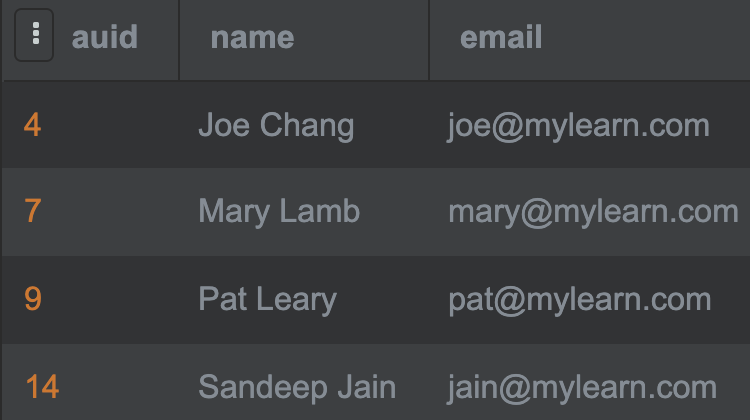 auid name email
4 Joe Chang joe@mylearn.com
7 Mary Lamb mary@mylearn.com
9 Pat Leary pat@mylearn.com
14 Sandeep Jain jain@mylearn.com